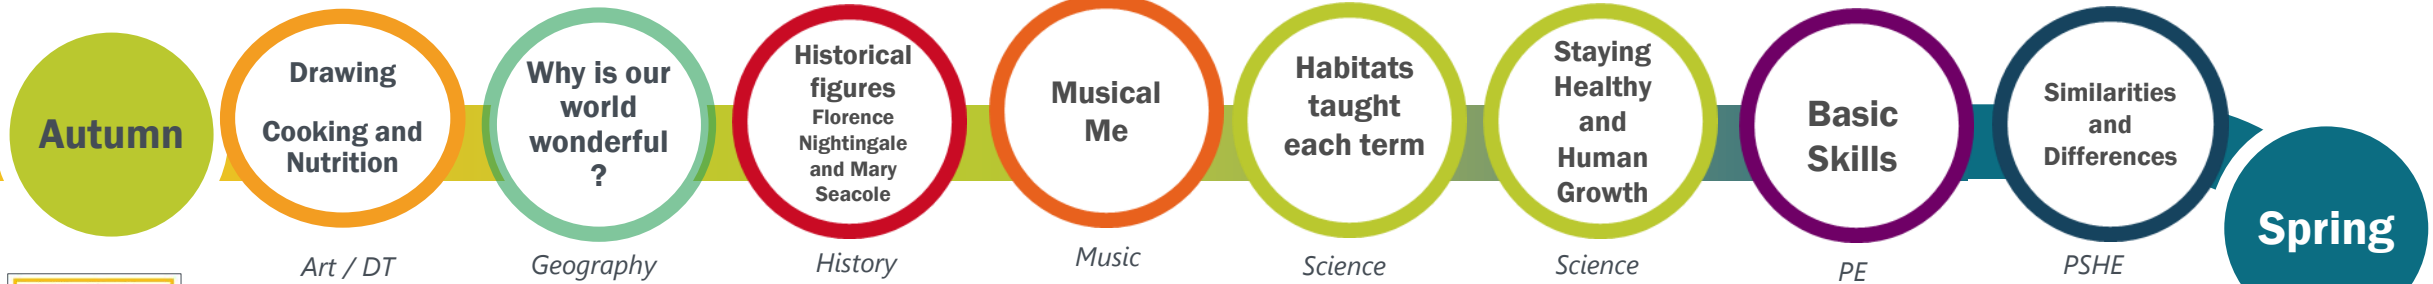 Autumn
Drawing
Cooking and
Nutrition
Art / DT
Why is our
world
wonderful
?
Geography
Historical
figures
Florence
Nightingale
and Mary
Seacole
History
Musical
Me
Music
Habitats
taught
each term
Science
Staying
Healthy
and
Human
Growth
Science
Basic
Skills
PE
Similarities
and
Differences
PSHE
Spring